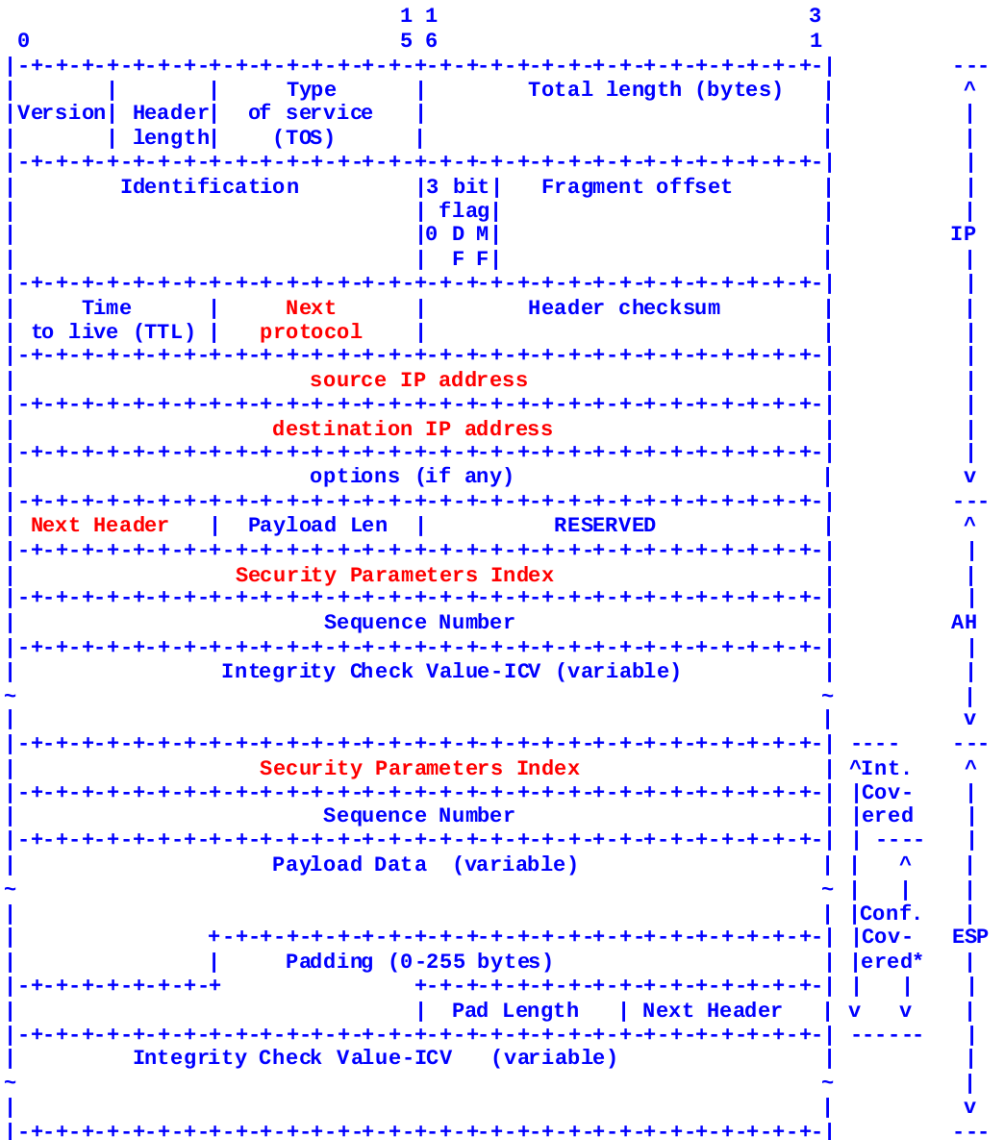 1 1                             3
 0                             5 6                             1
|-+-+-+-+-+-+-+-+-+-+-+-+-+-+-+-+-+-+-+-+-+-+-+-+-+-+-+-+-+-+-+-|         ---
|       |       |     Type      |        Total length (bytes)   |          ^
|Version| Header|  of service   |                               |          |
|       | length|    (TOS)      |                               |          |
|-+-+-+-+-+-+-+-+-+-+-+-+-+-+-+-+-+-+-+-+-+-+-+-+-+-+-+-+-+-+-+-|          |
|        Identification         |3 bit|   Fragment offset       |          |
|                               | flag|                         |          |
|                               |0 D M|                         |         IP
|                               |  F F|                         |          |
|-+-+-+-+-+-+-+-+-+-+-+-+-+-+-+-+-+-+-+-+-+-+-+-+-+-+-+-+-+-+-+-|          |
|     Time      |     Next      |        Header checksum        |          |
| to live (TTL) |   protocol    |                               |          |
|-+-+-+-+-+-+-+-+-+-+-+-+-+-+-+-+-+-+-+-+-+-+-+-+-+-+-+-+-+-+-+-|          |
|                       source IP address                       |          |
|-+-+-+-+-+-+-+-+-+-+-+-+-+-+-+-+-+-+-+-+-+-+-+-+-+-+-+-+-+-+-+-|          |
|                    destination IP address                     |          |
|-+-+-+-+-+-+-+-+-+-+-+-+-+-+-+-+-+-+-+-+-+-+-+-+-+-+-+-+-+-+-+-|          |
|                       options (if any)                        |          v
|-+-+-+-+-+-+-+-+-+-+-+-+-+-+-+-+-+-+-+-+-+-+-+-+-+-+-+-+-+-+-+-|         ---
| Next Header   |  Payload Len  |          RESERVED             |          ^
|-+-+-+-+-+-+-+-+-+-+-+-+-+-+-+-+-+-+-+-+-+-+-+-+-+-+-+-+-+-+-+-|          |
|                 Security Parameters Index                     |          |
|-+-+-+-+-+-+-+-+-+-+-+-+-+-+-+-+-+-+-+-+-+-+-+-+-+-+-+-+-+-+-+-|          |
|                        Sequence Number                        |         AH
|-+-+-+-+-+-+-+-+-+-+-+-+-+-+-+-+-+-+-+-+-+-+-+-+-+-+-+-+-+-+-+-|          |
|                Integrity Check Value-ICV (variable)           |          |
~                                                               ~          |
|                                                               |          v
|-+-+-+-+-+-+-+-+-+-+-+-+-+-+-+-+-+-+-+-+-+-+-+-+-+-+-+-+-+-+-+-| ----    ---
|                   Security Parameters Index                   | ^Int.    ^
|-+-+-+-+-+-+-+-+-+-+-+-+-+-+-+-+-+-+-+-+-+-+-+-+-+-+-+-+-+-+-+-| |Cov-    |
|                        Sequence Number                        | |ered    |
|-+-+-+-+-+-+-+-+-+-+-+-+-+-+-+-+-+-+-+-+-+-+-+-+-+-+-+-+-+-+-+-| | ----   |
|                    Payload Data  (variable)                   | |   ^    |
~                                                               ~ |   |    |
|                                                               | |Conf.   |
|               +-+-+-+-+-+-+-+-+-+-+-+-+-+-+-+-+-+-+-+-+-+-+-+-| |Cov-   ESP
|               |     Padding (0-255 bytes)                     | |ered*   |
|-+-+-+-+-+-+-+-+               +-+-+-+-+-+-+-+-+-+-+-+-+-+-+-+-| |   |    |
|                               |  Pad Length   | Next Header   | v   v    |
|-+-+-+-+-+-+-+-+-+-+-+-+-+-+-+-+-+-+-+-+-+-+-+-+-+-+-+-+-+-+-+-| ------   |
|         Integrity Check Value-ICV   (variable)                |          |
~                                                               ~          |
|                                                               |          v
|-+-+-+-+-+-+-+-+-+-+-+-+-+-+-+-+-+-+-+-+-+-+-+-+-+-+-+-+-+-+-+-|         ---